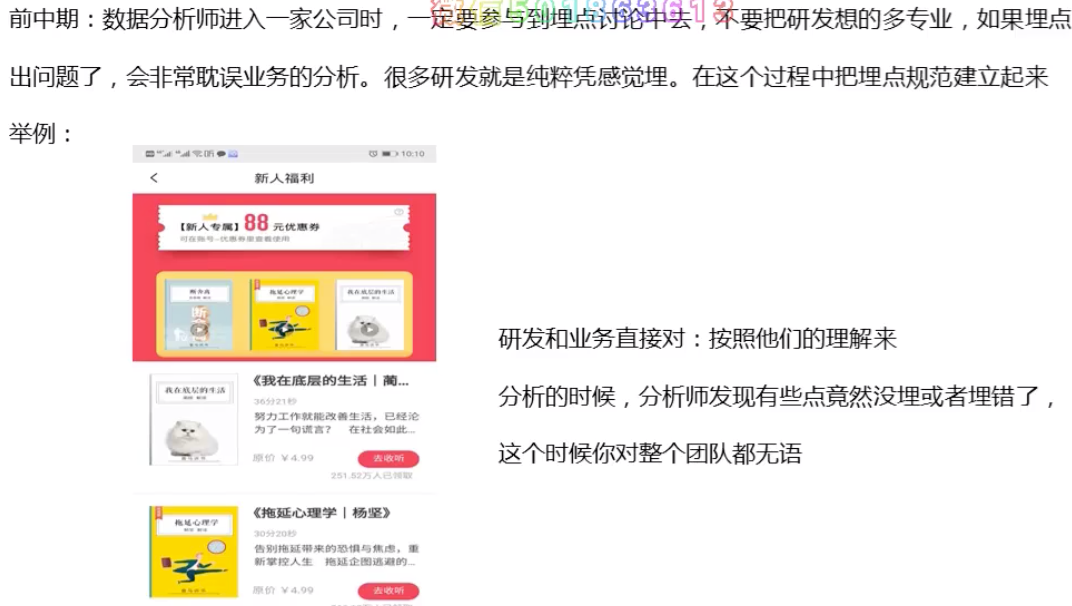 前中期：数据分析师进入一家公司时，一定要参与到埋点讨论中去，不要把研发想的多专业，如果埋点
出问题了，会非常耽误业务的分析。很多研发就是纯粹凭感觉埋。在这个过程中把埋点规范建立起来
举例：
10:10
新人福利
【新人专属】88元优惠券
可在账号-优惠券里查看使用
断舍离
拖延心理学
我在底层的生活
研发和业务直接对：按照他们的理解来
分析的时候，分析师发现有些点竟然没埋或者埋错了，
这个时候你对整个团队都无语
我在底层的生活
《我在底层的生活｜蔺...
36分21秒
努力工作就能改善生活，已经沦
为了一句谎言？ 在社会如此...
原价 ￥4.99
去收听
251.52万人已领取
拖延心理学
《拖延心理学｜杨坚》
30分20秒
告别拖延带来的恐惧与焦虑，重
新掌控人生 拖延企图逃避的...
原价 ￥4.99
去收听